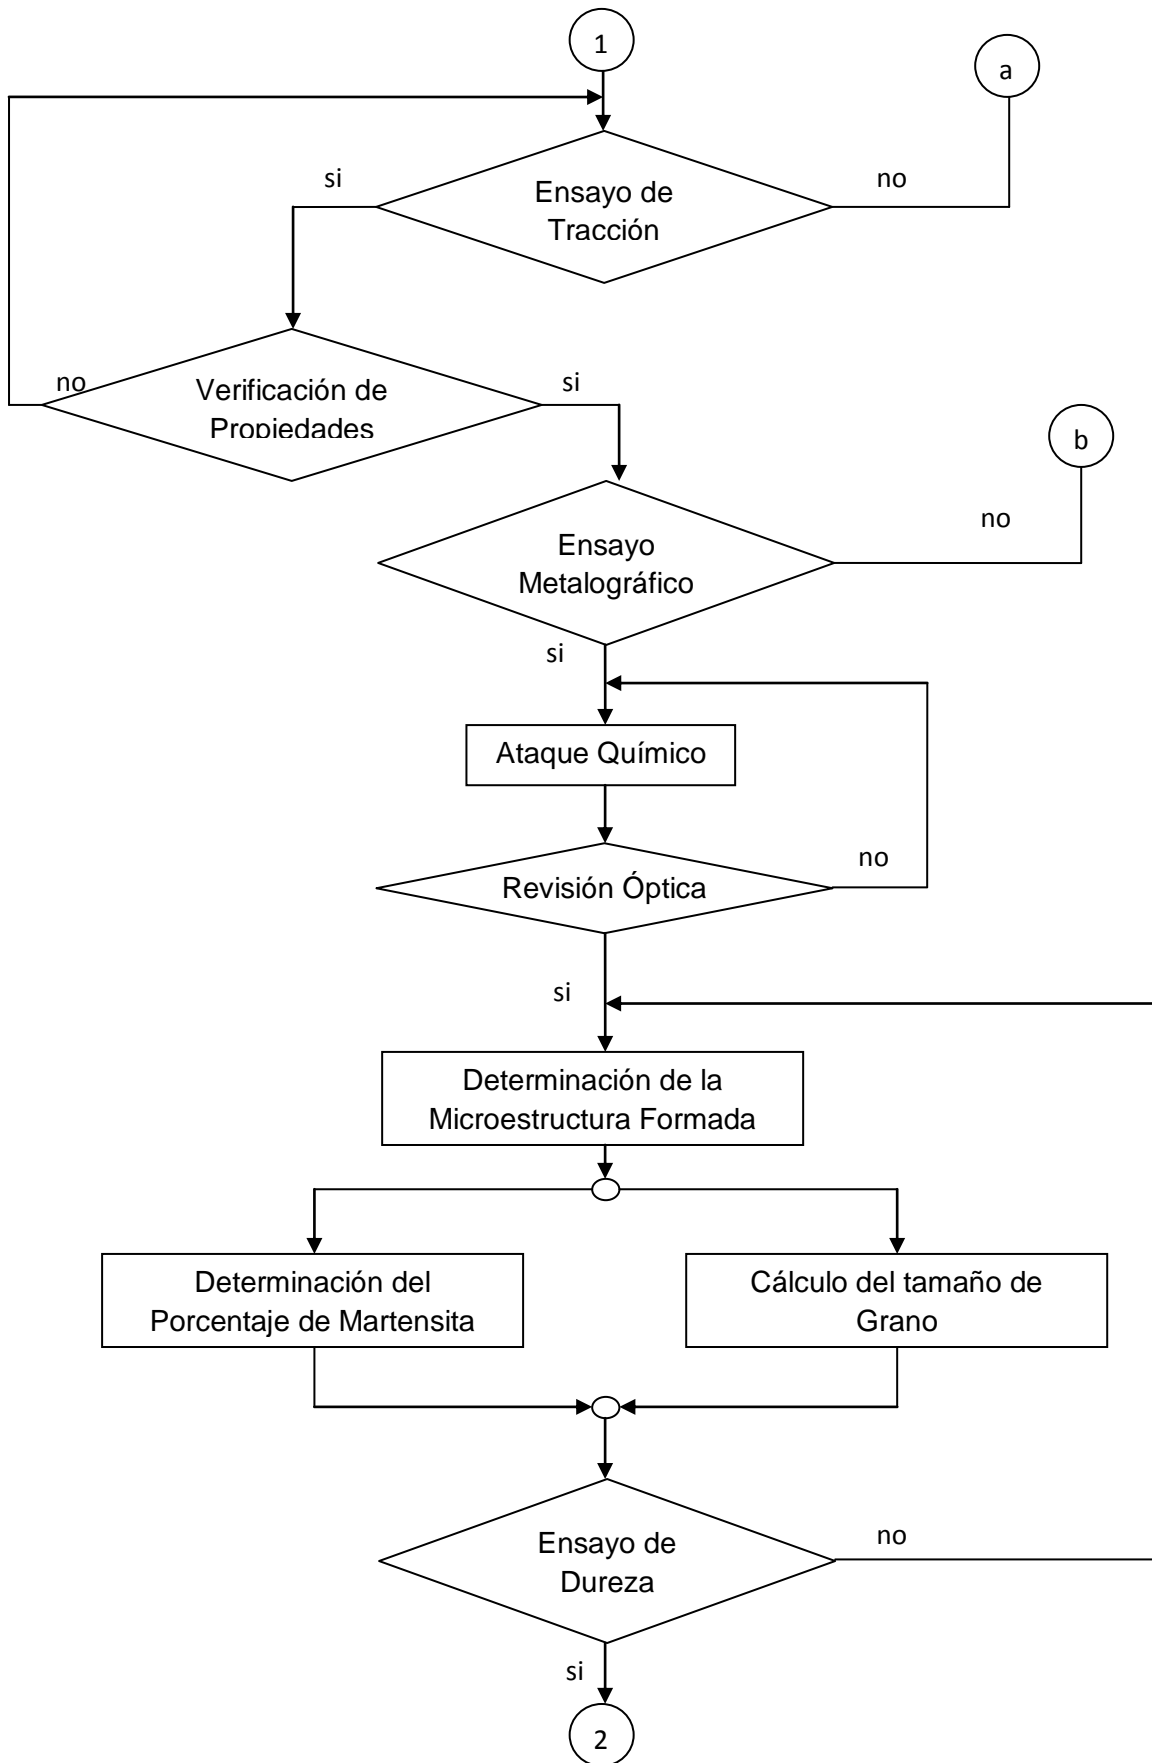 1
a
si
no
Ensayo de
Tracción
no
Verificación de
Propiedades
si
b
no
Ensayo
Metalográfico
si
Ataque Químico
no
Revisión Óptica
si
Determinación de la
Microestructura Formada
Determinación del
Porcentaje de Martensita
Cálculo del tamaño de
Grano
no
Ensayo de
Dureza
si
2